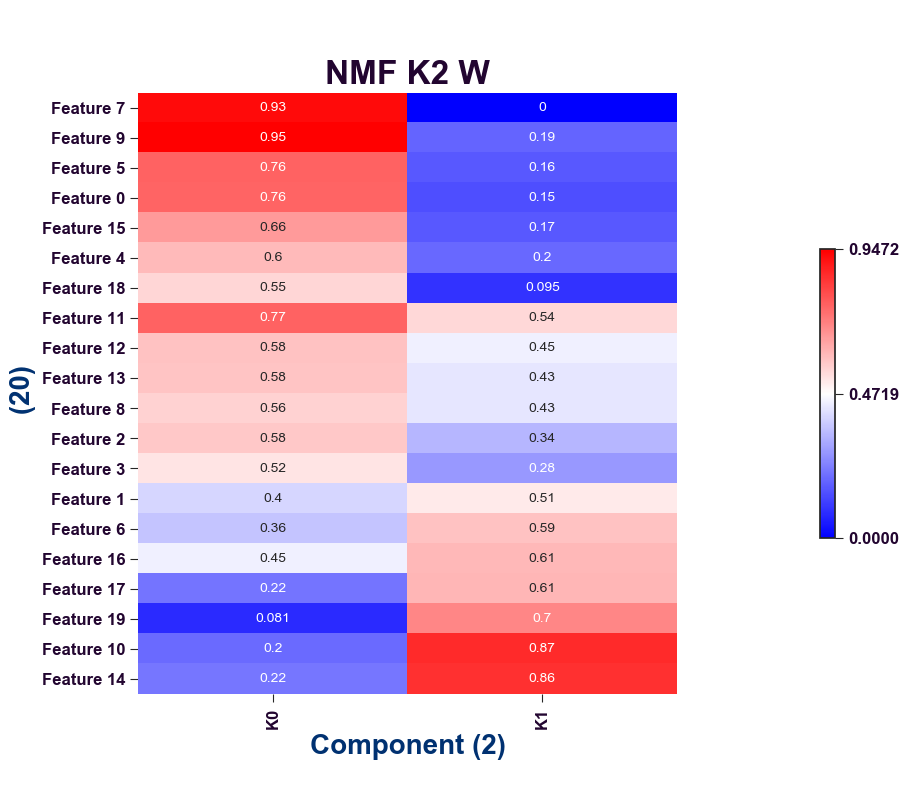 NMF K2 W
Feature 7 0.93 0
Feature 9 0.95 0.19
Feature 5 0.76 0.16
Feature 0 0.76 0.15
Feature 15 0.66 0.17
Feature 4 0.6 0.2
Feature 18 0.55 0.095
Feature 11 0.77 0.54
Feature 12 0.58 0.45
Feature 13 0.58 0.43
Feature 8 0.56 0.43
Feature 2 0.58 0.34
Feature 3 0.52 0.28
Feature 1 0.4 0.51
Feature 6 0.36 0.59
Feature 16 0.45 0.61
Feature 17 0.22 0.61
Feature 19 0.081 0.7
Feature 10 0.2 0.87
Feature 14 0.22 0.86
(20)
K0 K1
Component (2)
0.9472
0.4719
0.0000